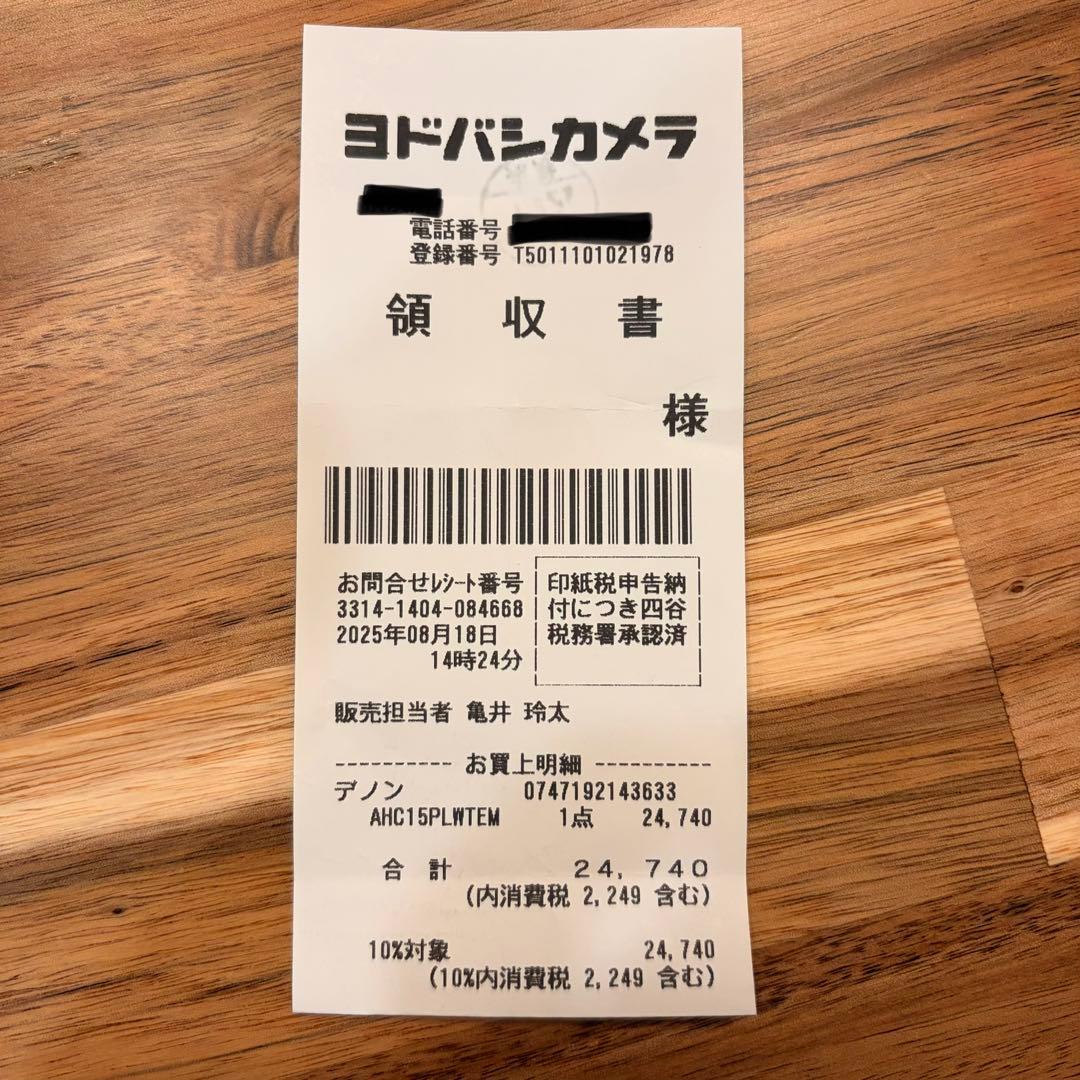 ヨドバシカメラ
電話番号
登録番号 T5011101021978
領 収 書
様
お問合せﾚｼｰﾄ番号
3314-1404-084668
2025年08月18日
14時24分
印紙税申告納
付につき四谷
税務署承認済
販売担当者 亀井 玲太
---------- お買上明細 ----------
デノン 0747192143633
AHC15PLWTEM 1点 24,740
合 計 24,740
(内消費税 2,249 含む)
10%対象 24,740
(10%内消費税 2,249 含む)